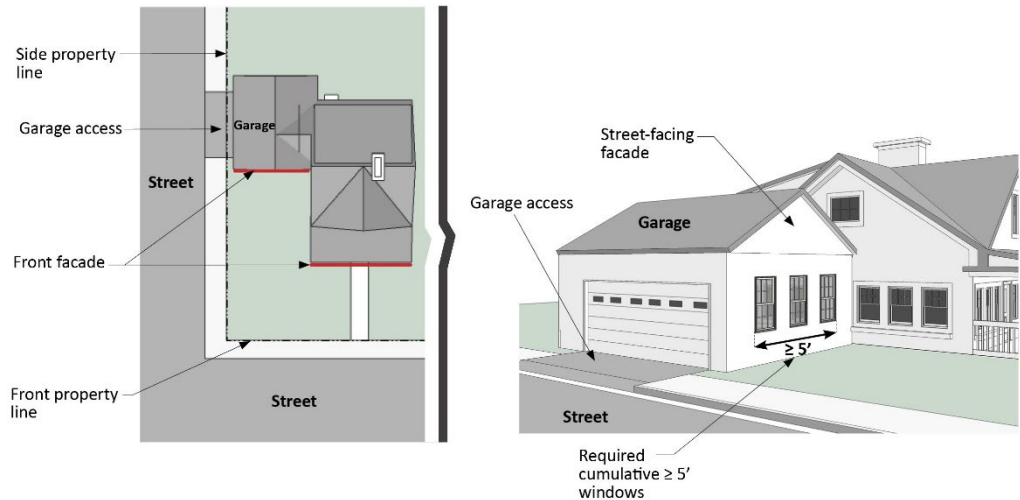 Side property
line
Garage access
Garage
Street
Front facade
Front property
line
Street
Street-facing
facade
Garage access
Garage
≥ 5’
Street
Required
cumulative ≥ 5’
windows